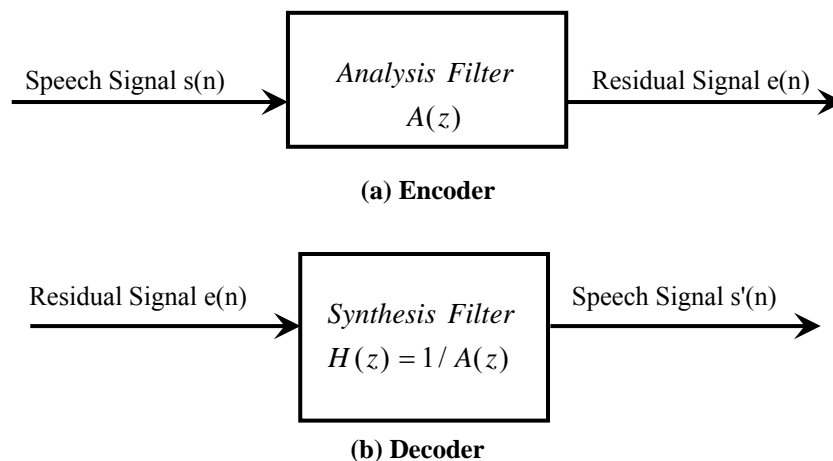 Speech Signal s(n)
Analysis Filter
A(z)
Residual Signal e(n)
(a) Encoder
Residual Signal e(n)
Synthesis Filter
H(z) = 1/ A(z)
Speech Signal s'(n)
(b) Decoder